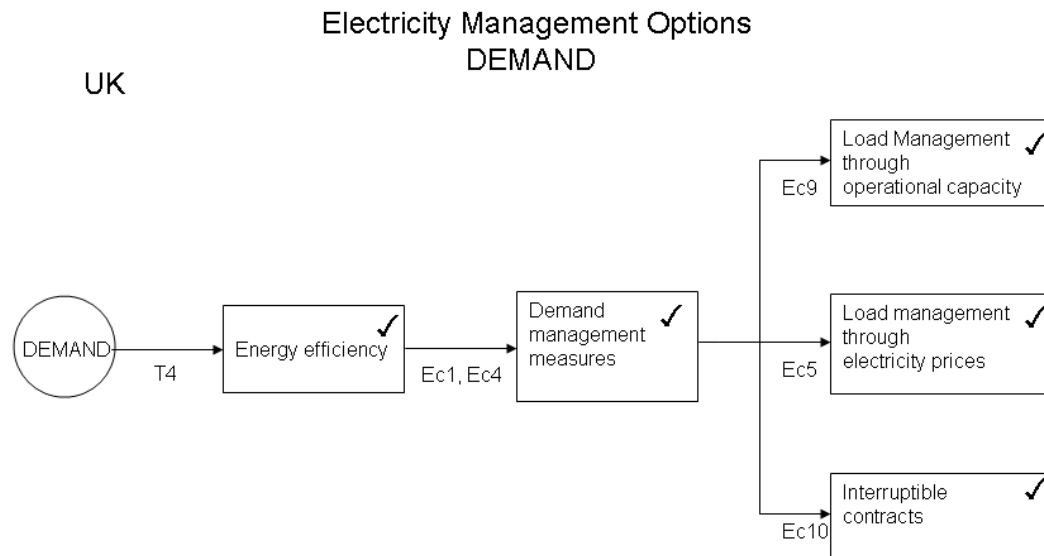 Electricity Management Options
DEMAND
UK
Load Management
through
operational capacity
Ec9
DEMAND
T4
Energy efficiency
Ec1, Ec4
Demand
management
measures
Load management
through
electricity prices
Ec5
Interruptible
contracts
Ec10